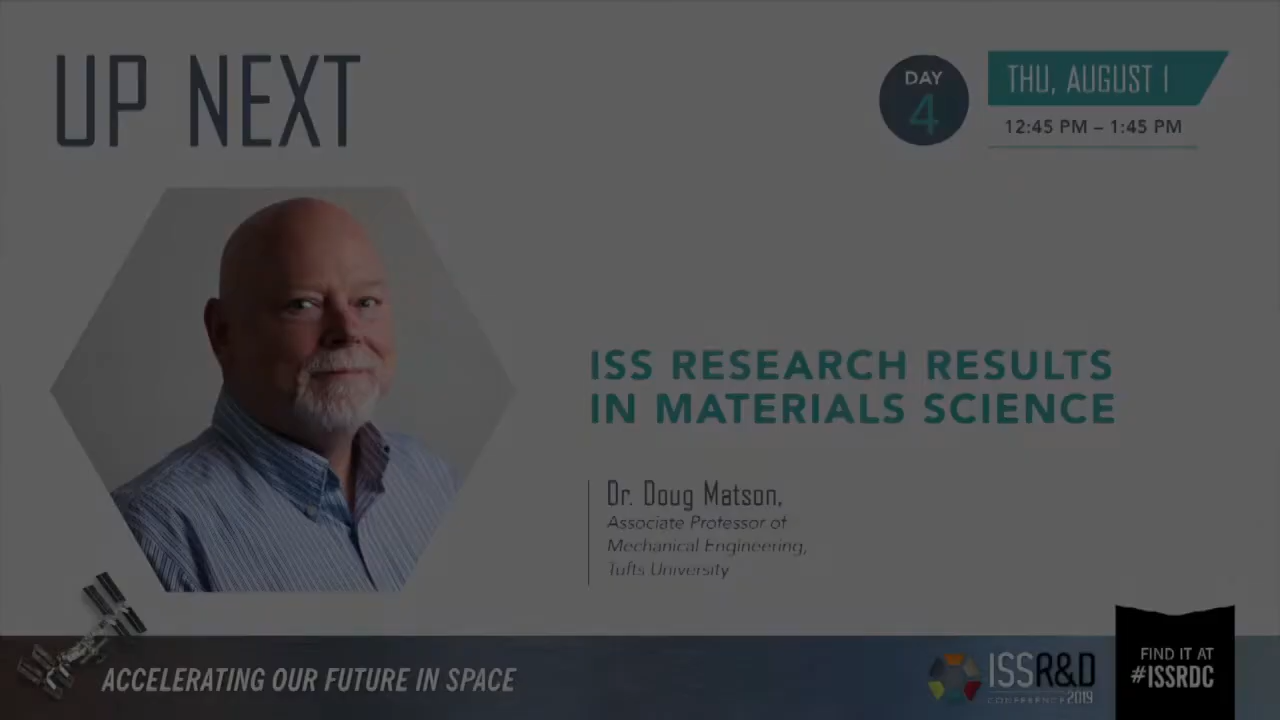 UP NEXT
DAY
4
THU, AUGUST 1
12:45 PM – 1:45 PM
ISS RESEARCH RESULTS
IN MATERIALS SCIENCE
Dr. Doug Matson,
Associate Professor of
Mechanical Engineering,
Tufts University
ACCELERATING OUR FUTURE IN SPACE
ISSR&D
CONFERENCE 2019
FIND IT AT
#ISSRDC